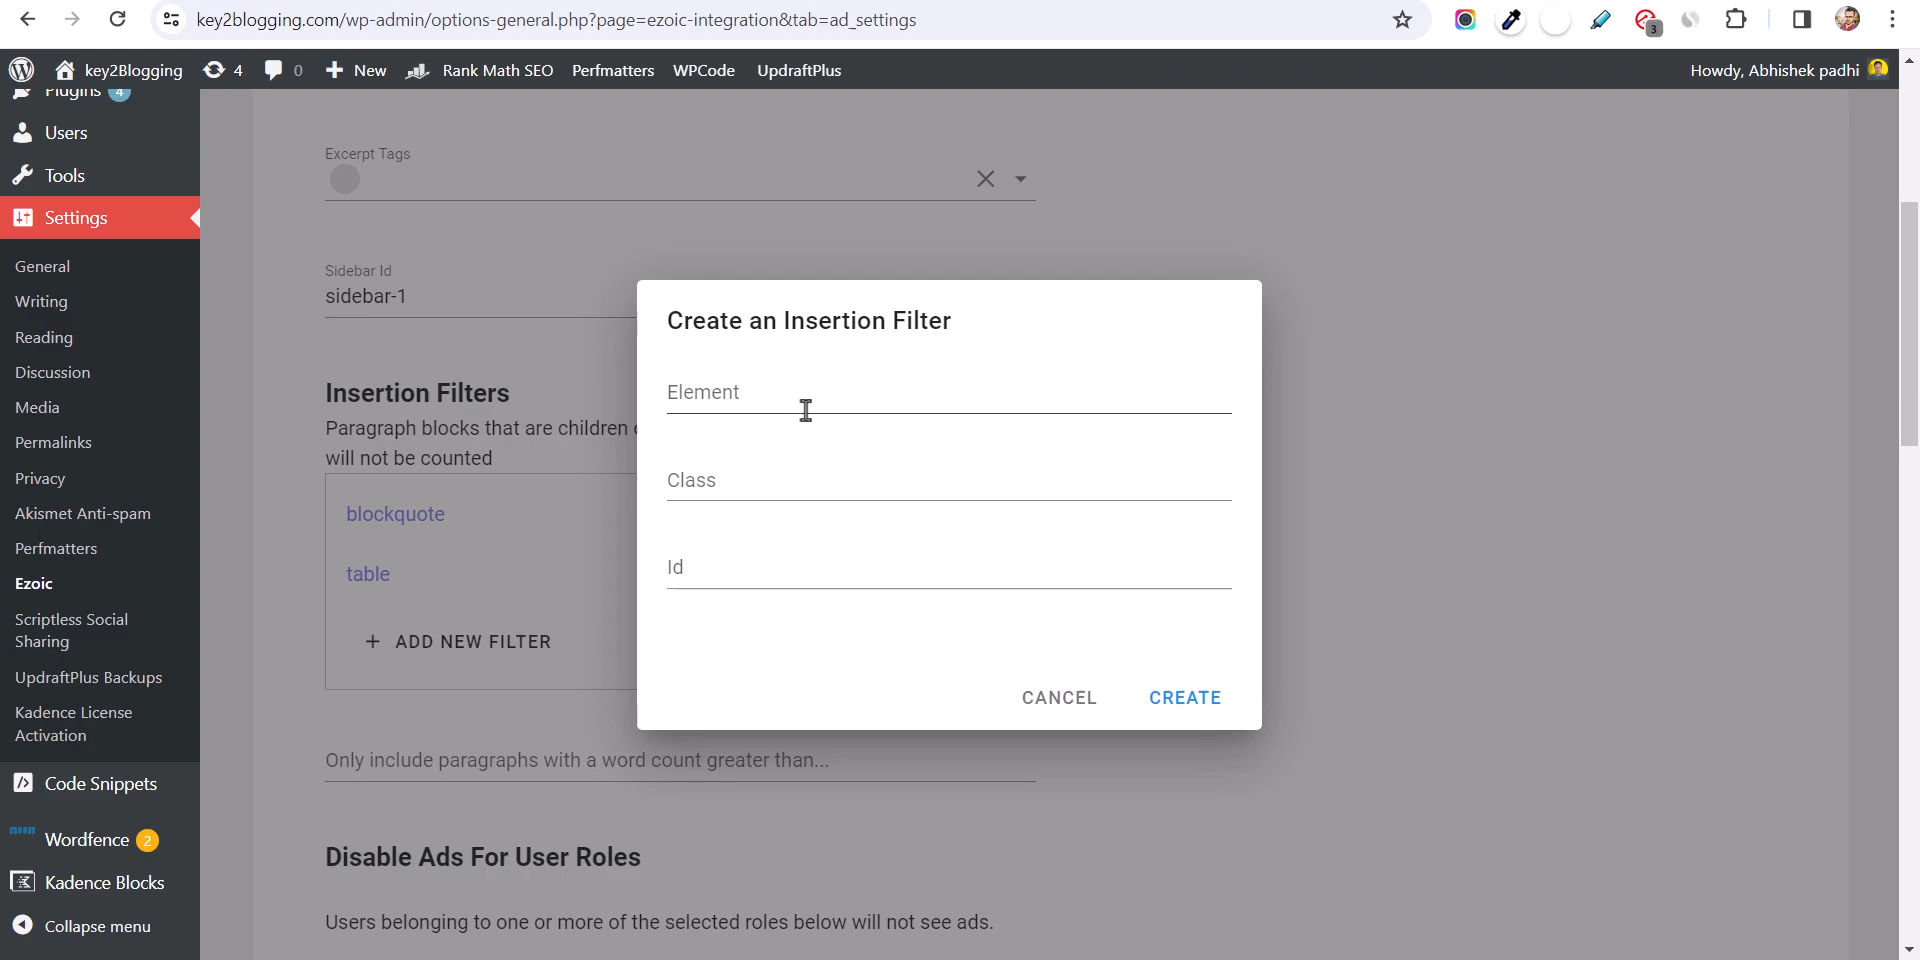 key2blogging.com/wp-admin/options-general.php?page=ezoic-integration&tab=ad_settings
3
key2Blogging
4
0
New
Rank Math SEO
Perfmatters
WPCode
UpdraftPlus
Howdy, Abhishek padhi
Plugins 4
Users
Tools
Settings
General
Writing
Reading
Discussion
Media
Permalinks
Privacy
Akismet Anti-spam
Perfmatters
Ezoic
Scriptless Social
Sharing
UpdraftPlus Backups
Kadence License
Activation
Code Snippets
Wordfence 2
Kadence Blocks
Collapse menu
Excerpt Tags
Sidebar Id
sidebar-1
Insertion Filters
Paragraph blocks that are children
will not be counted
blockquote
table
+ ADD NEW FILTER
Only include paragraphs with a word count greater than...
Disable Ads For User Roles
Users belonging to one or more of the selected roles below will not see ads.
Create an Insertion Filter
Element
Class
Id
CANCEL
CREATE